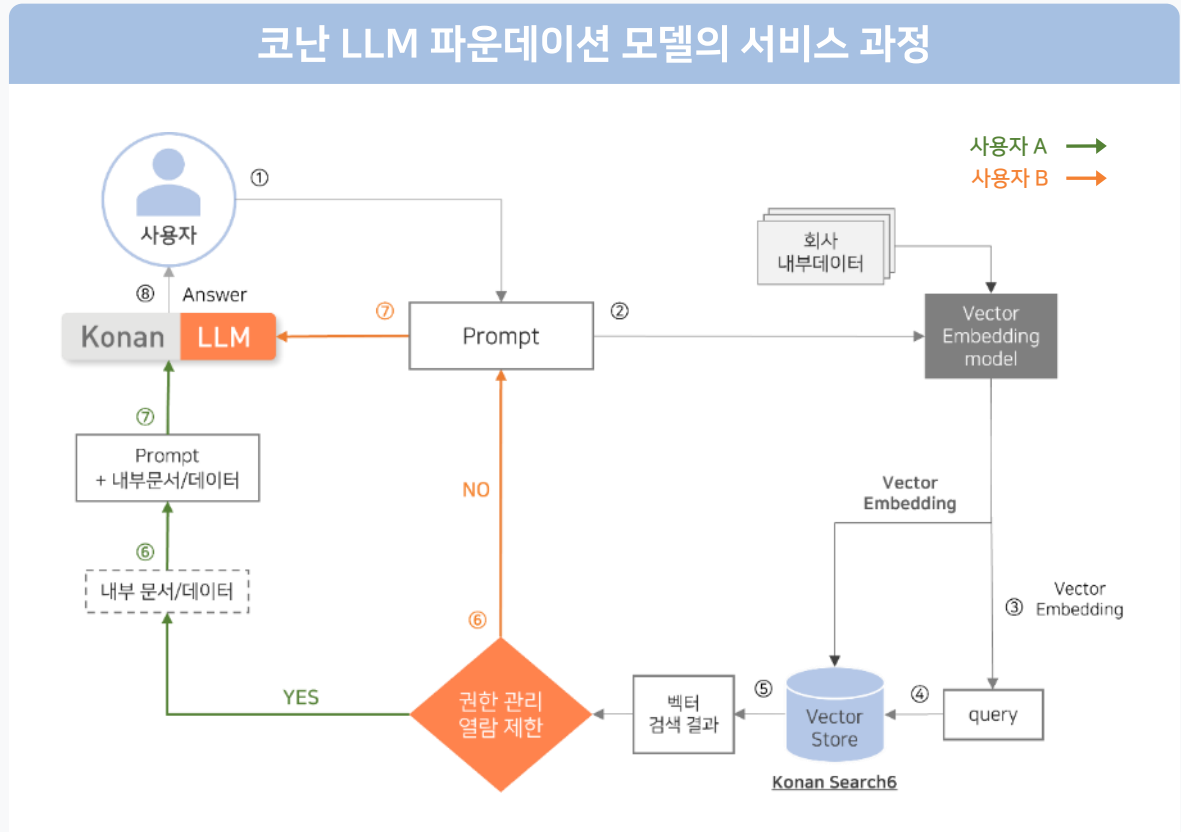 코난 LLM 파운데이션 모델의 서비스 과정
사용자 A
사용자 B
①
사용자
회사
내부데이터
⑧ Answer
Konan LLM
⑦
Prompt
②
Vector
Embedding
model
⑦
Prompt
+ 내부문서/데이터
NO
Vector
Embedding
⑥
내부 문서/데이터
③
Vector
Embedding
⑥
YES
권한 관리
열람 제한
벡터
검색 결과
⑤
Vector
Store
④
query
Konan Search6